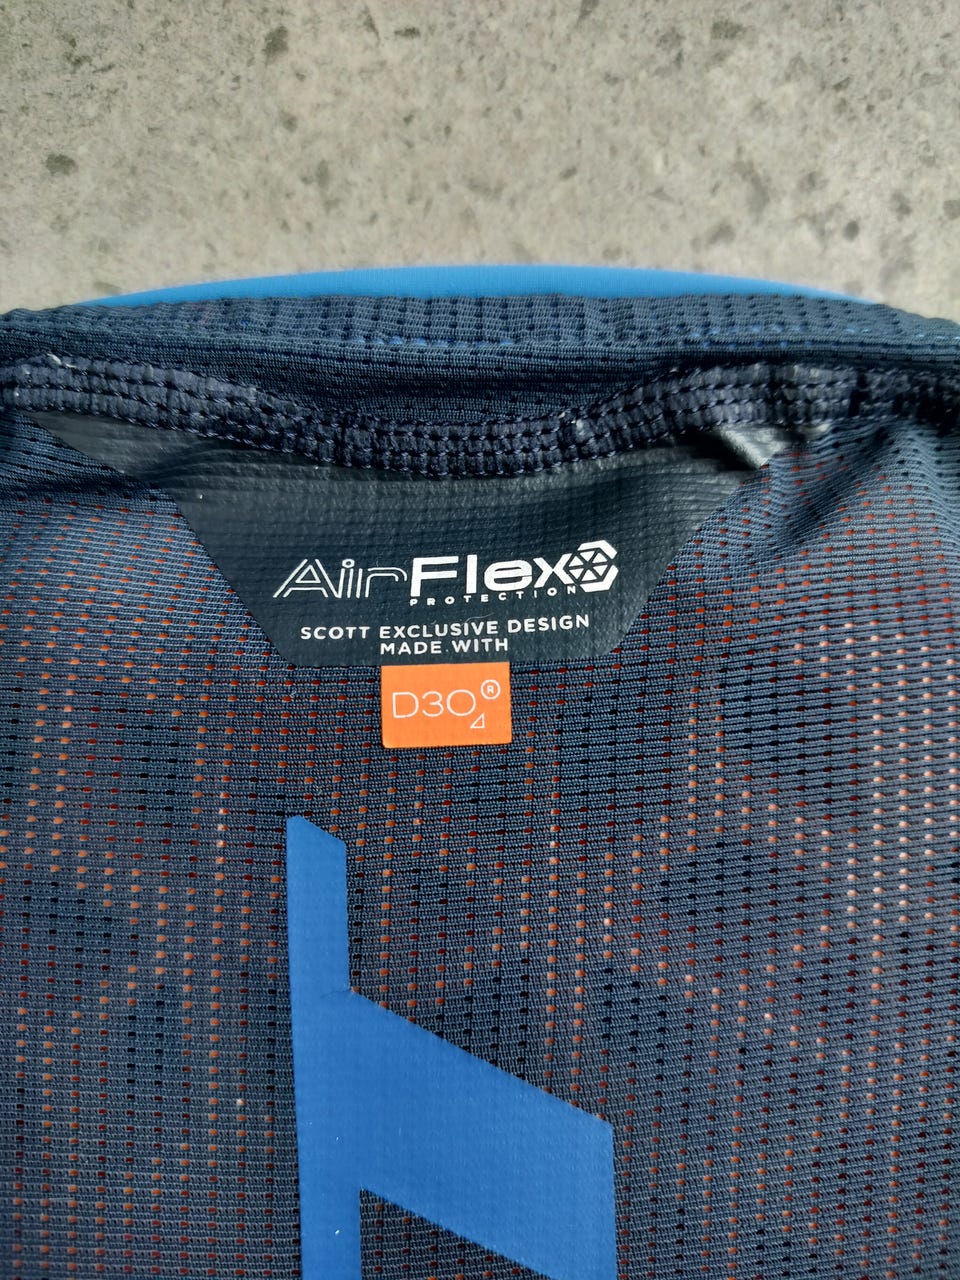 AirFlex
PROTECTION
SCOTT EXCLUSIVE DESIGN
MADE WITH
D3O®